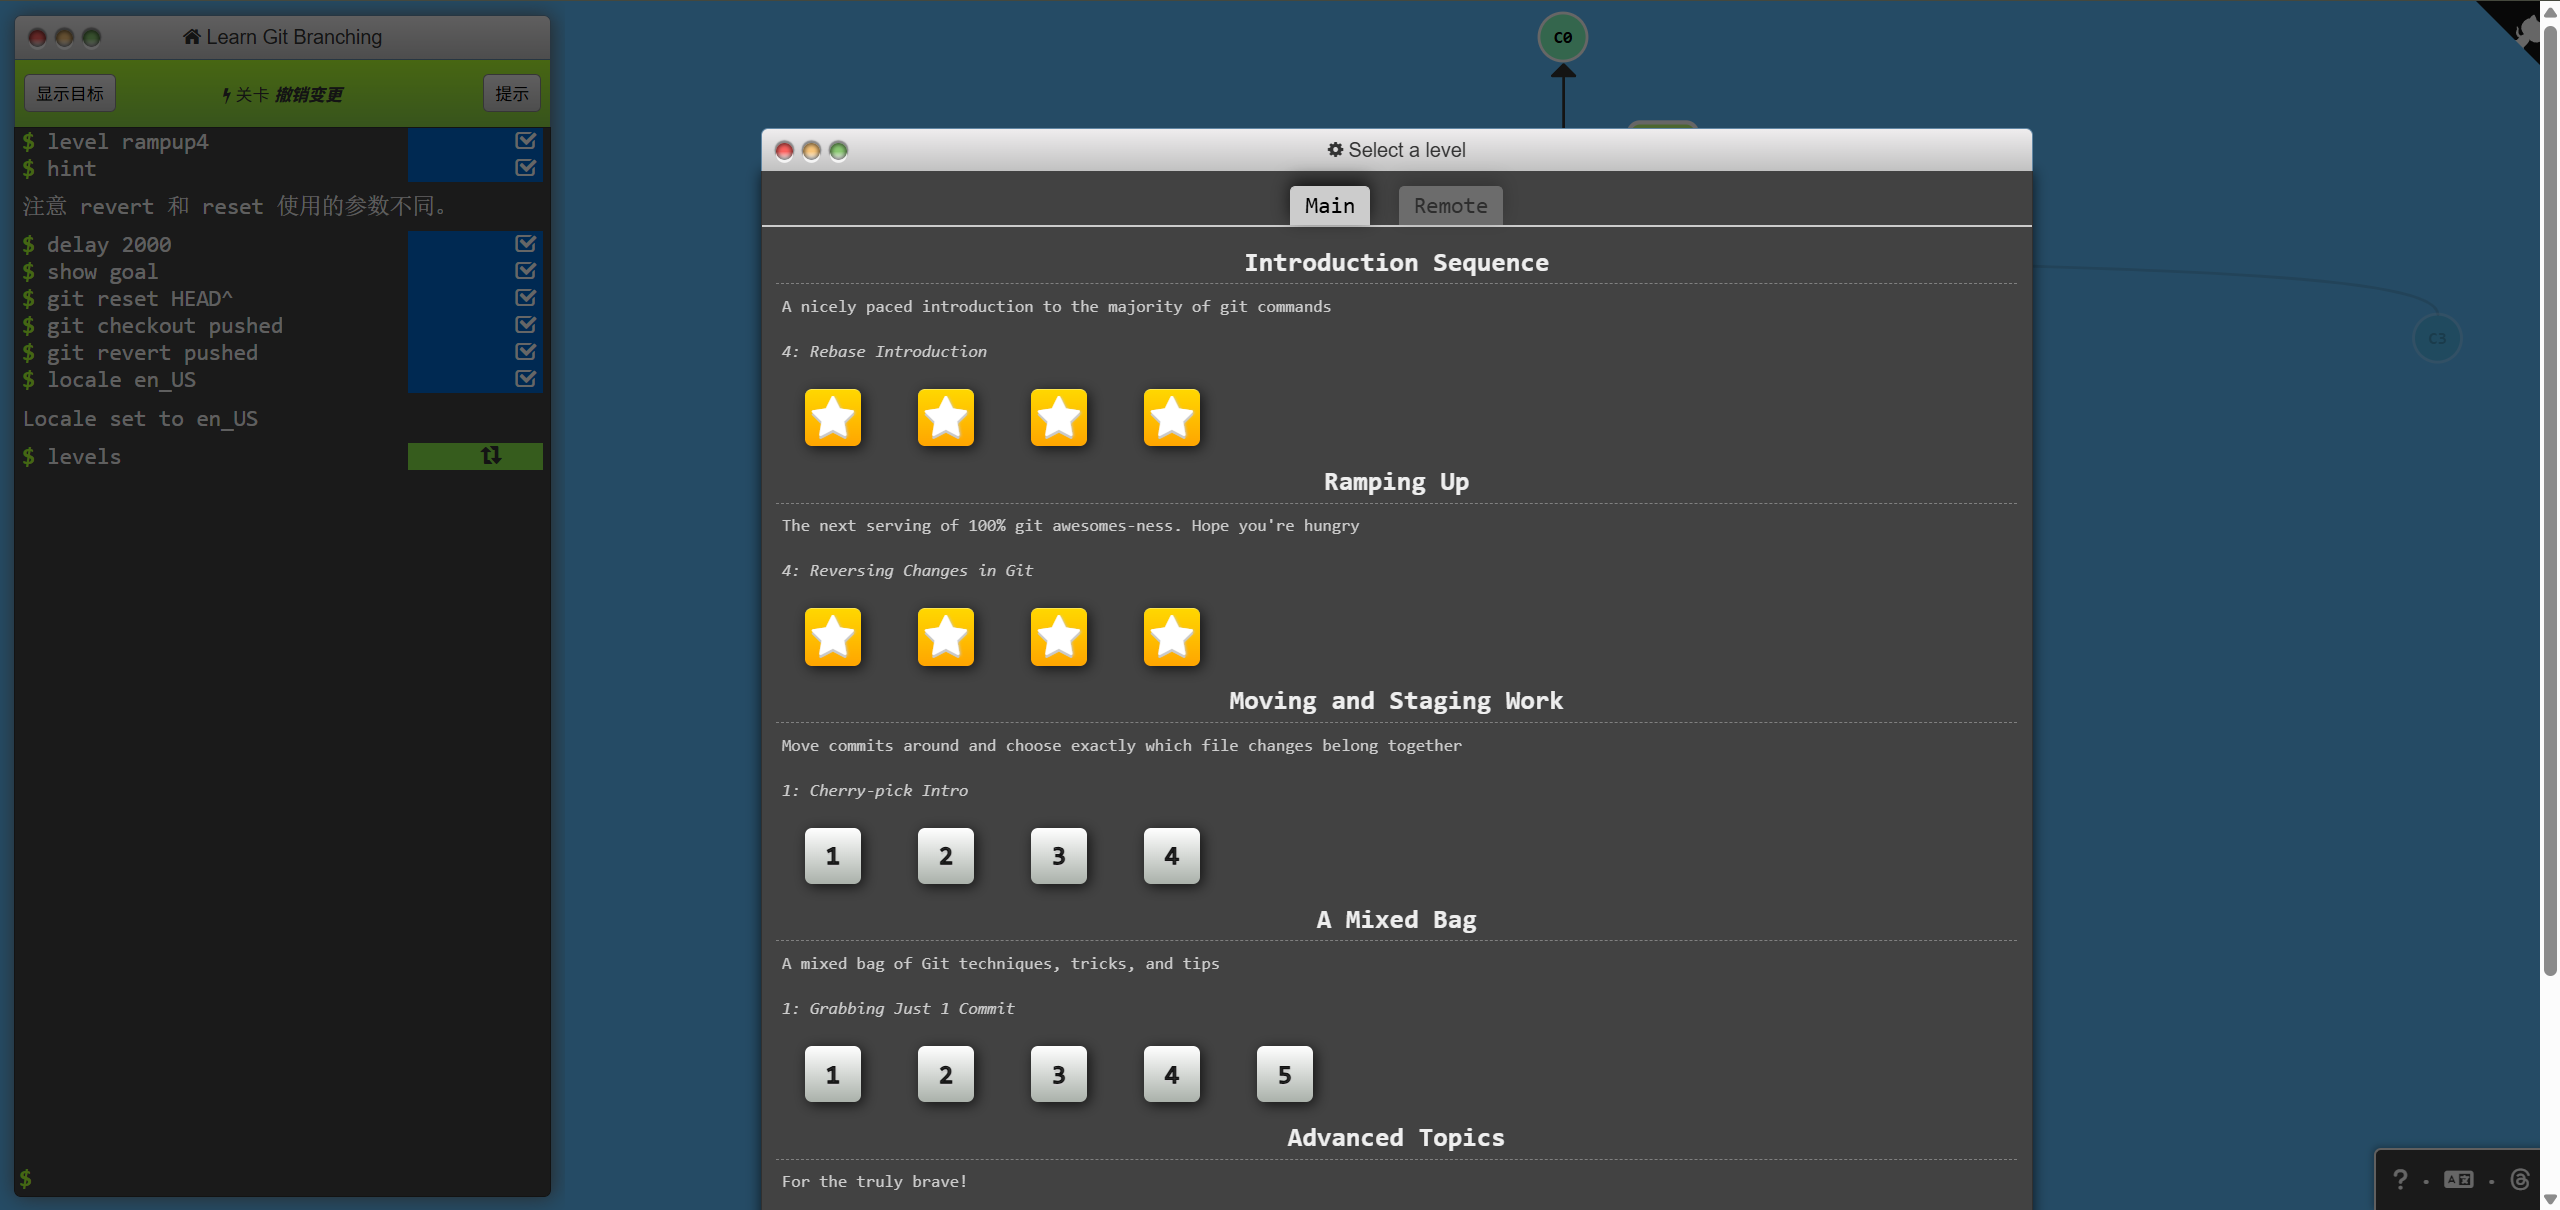 Learn Git Branching
显示目标
关卡 撤销变更
提示
$ level rampup4
$ hint
注意 revert 和 reset 使用的参数不同。
$ delay 2000
$ show goal
$ git reset HEAD^
$ git checkout pushed
$ git revert pushed
$ locale en_US
Locale set to en_US
$ levels
$
C0
C3
Select a level
Main
Remote
Introduction Sequence
A nicely paced introduction to the majority of git commands
4: Rebase Introduction
Ramping Up
The next serving of 100% git awesomes-ness. Hope you're hungry
4: Reversing Changes in Git
Moving and Staging Work
Move commits around and choose exactly which file changes belong together
1: Cherry-pick Intro
1 2 3 4
A Mixed Bag
A mixed bag of Git techniques, tricks, and tips
1: Grabbing Just 1 Commit
1 2 3 4 5
Advanced Topics
For the truly brave!
?